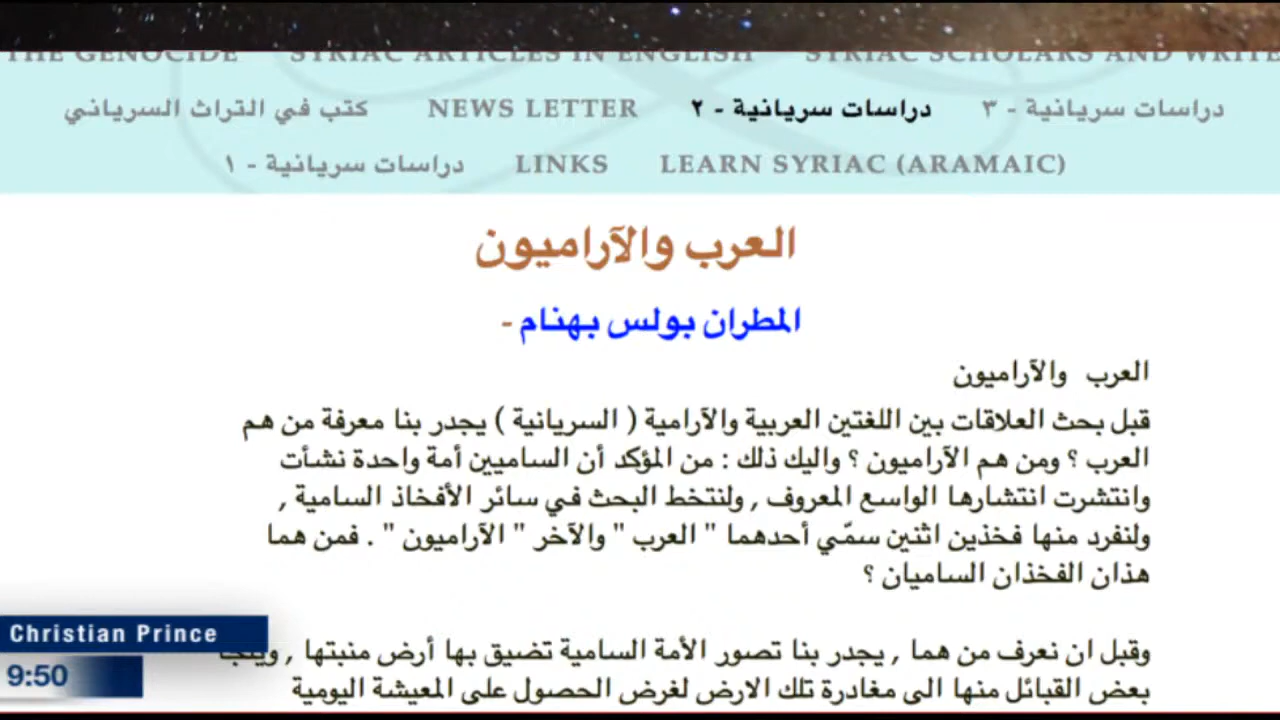 THE GENOCIDE SYRIAC ARTICLES IN ENGLISH SYRIAC SCHOLARS AND WRITE
كتب في التراث السرياني NEWS LETTER دراسات سريانية - ٢ دراسات سريانية - ٣
دراسات سريانية - ١ LINKS LEARN SYRIAC (ARAMAIC)
العرب والآراميون
المطران بولس بهنام -
العرب والآراميون
قبل بحث العلاقات بين اللغتين العربية والآرامية ( السريانية ) يجدر بنا معرفة من هم
العرب ؟ ومن هم الآراميون ؟ واليك ذلك : من المؤكد أن الساميين أمة واحدة نشأت
وانتشرت انتشارها الواسع المعروف , ولنتخط البحث في سائر الأفخاذ السامية ,
ولنفرد منها فخذين اثنين سمّي أحدهما " العرب " والآخر " الآراميون " . فمن هما
هذان الفخذان الساميان ؟
وقبل ان نعرف من هما , يجدر بنا تصور الأمة السامية تضيق بها أرض منبتها ,
بعض القبائل منها الى مغادرة تلك الارض لغرض الحصول على المعيشة اليومية
Christian Prince
9:50